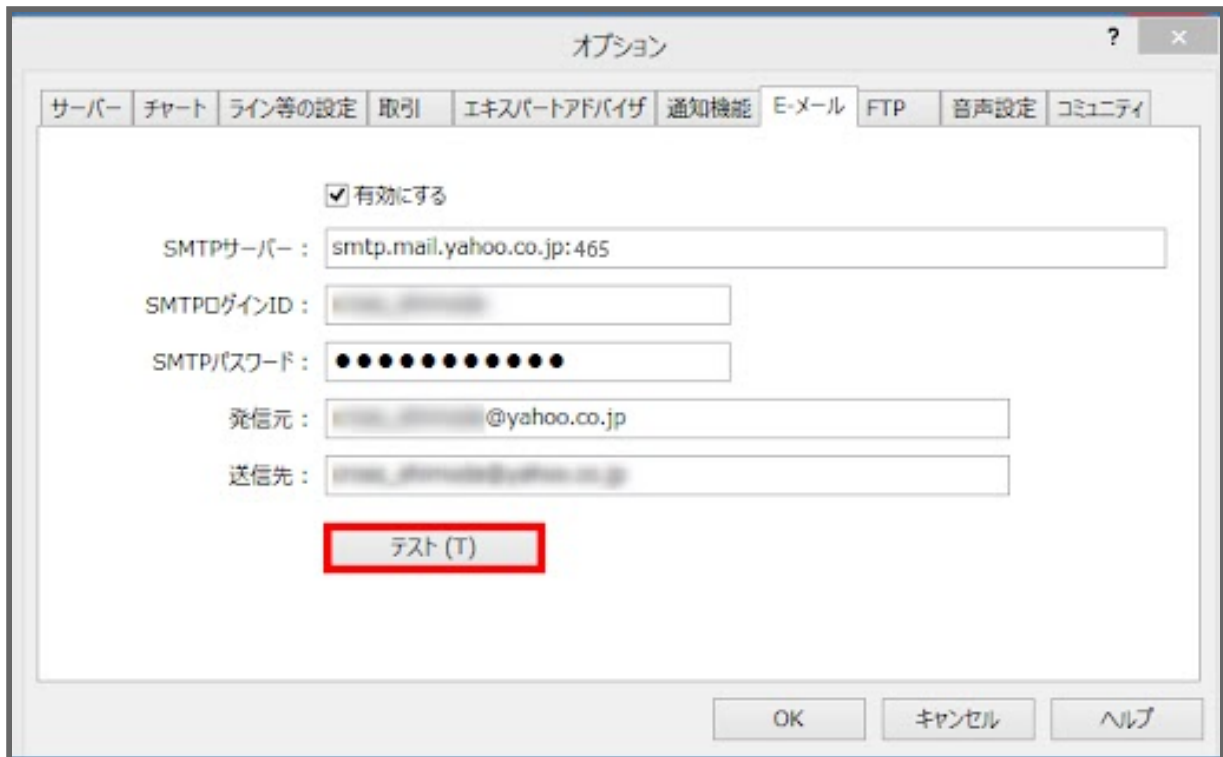 オプション
?
サーバー チャート ライン等の設定 取引 エキスパートアドバイザ 通知機能 E-メール FTP 音声設定 コミュニティ
有効にする
SMTPサーバー : smtp.mail.yahoo.co.jp:465
SMTPログインID :
SMTPパスワード : ●●●●●●●●●●●
発信元 : @yahoo.co.jp
送信先 :
テスト (T)
OK キャンセル ヘルプ